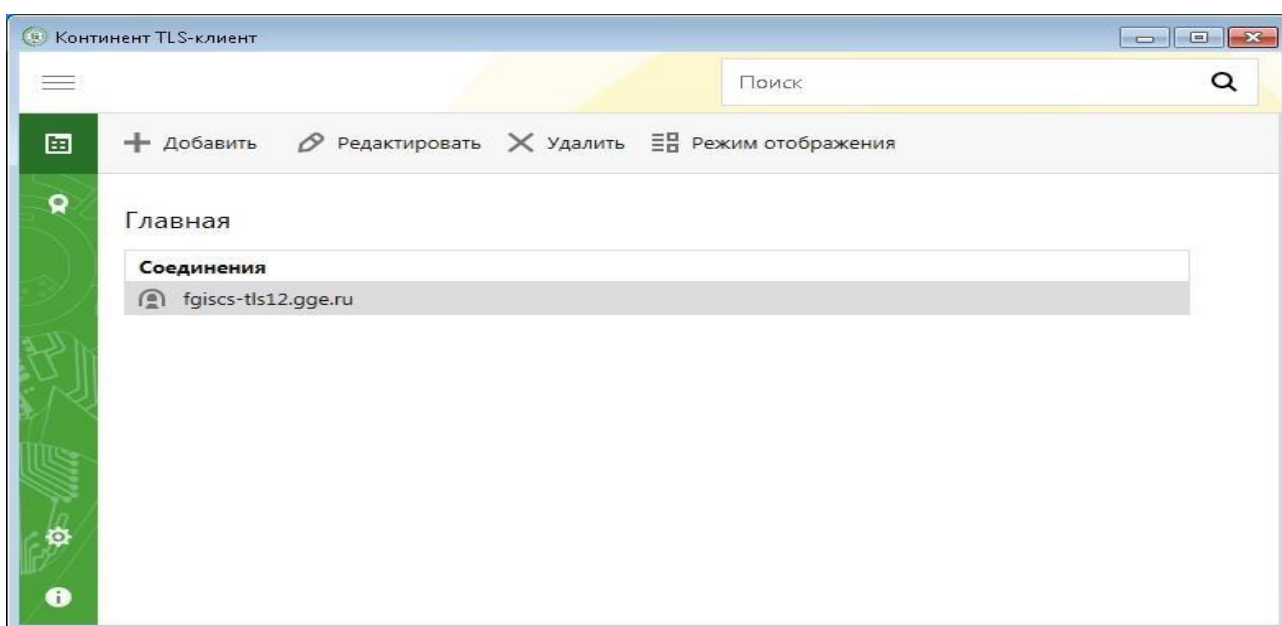 Континент TLS-клиент
Поиск
Добавить Редактировать Удалить Режим отображения
Главная
Соединения
fgiscs-tls12.gge.ru